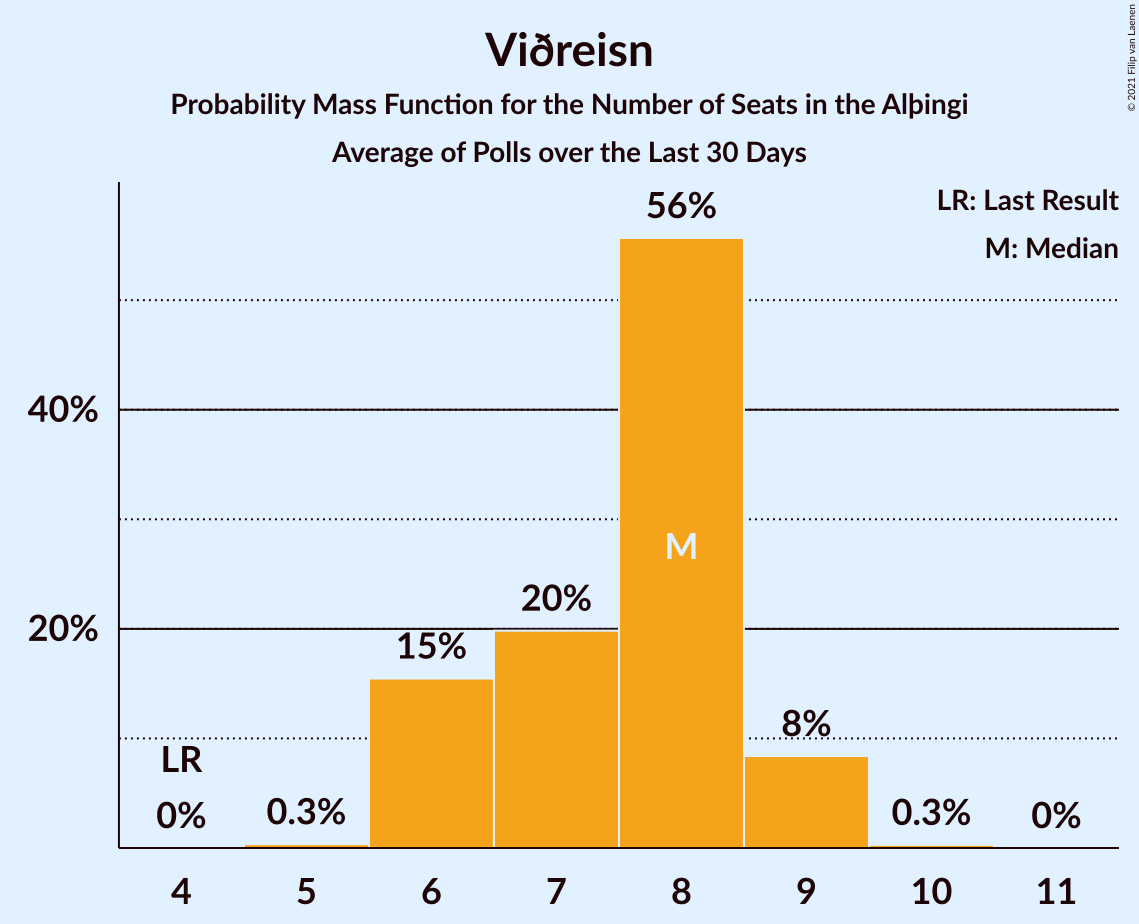 Viðreisn
Probability Mass Function for the Number of Seats in the Alþingi
Average of Polls over the Last 30 Days
© 2021 Filip van Laenen
LR: Last Result
M: Median
56%
40%
M
20%
20%
15%
8%
LR
0%
0.3%
0.3%
0%
4 5 6 7 8 9 10 11